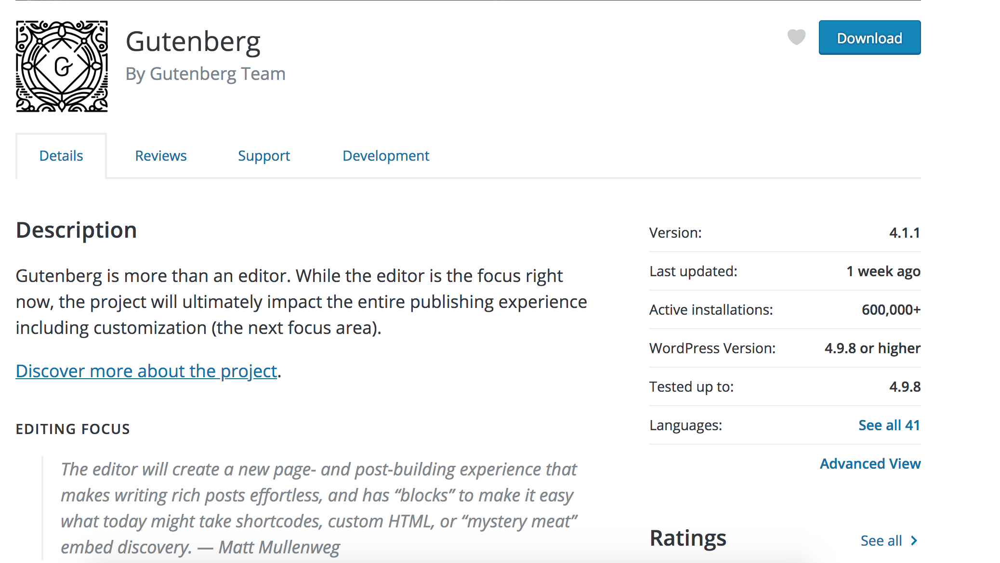 G
Gutenberg
By Gutenberg Team
Download
Details
Reviews
Support
Development
Description
Gutenberg is more than an editor. While the editor is the focus right
now, the project will ultimately impact the entire publishing experience
including customization (the next focus area).
Discover more about the project.
EDITING FOCUS
The editor will create a new page- and post-building experience that
makes writing rich posts effortless, and has “blocks” to make it easy
what today might take shortcodes, custom HTML, or “mystery meat”
embed discovery. — Matt Mullenweg
Version: 4.1.1
Last updated: 1 week ago
Active installations: 600,000+
WordPress Version: 4.9.8 or higher
Tested up to: 4.9.8
Languages: See all 41
Advanced View
Ratings See all